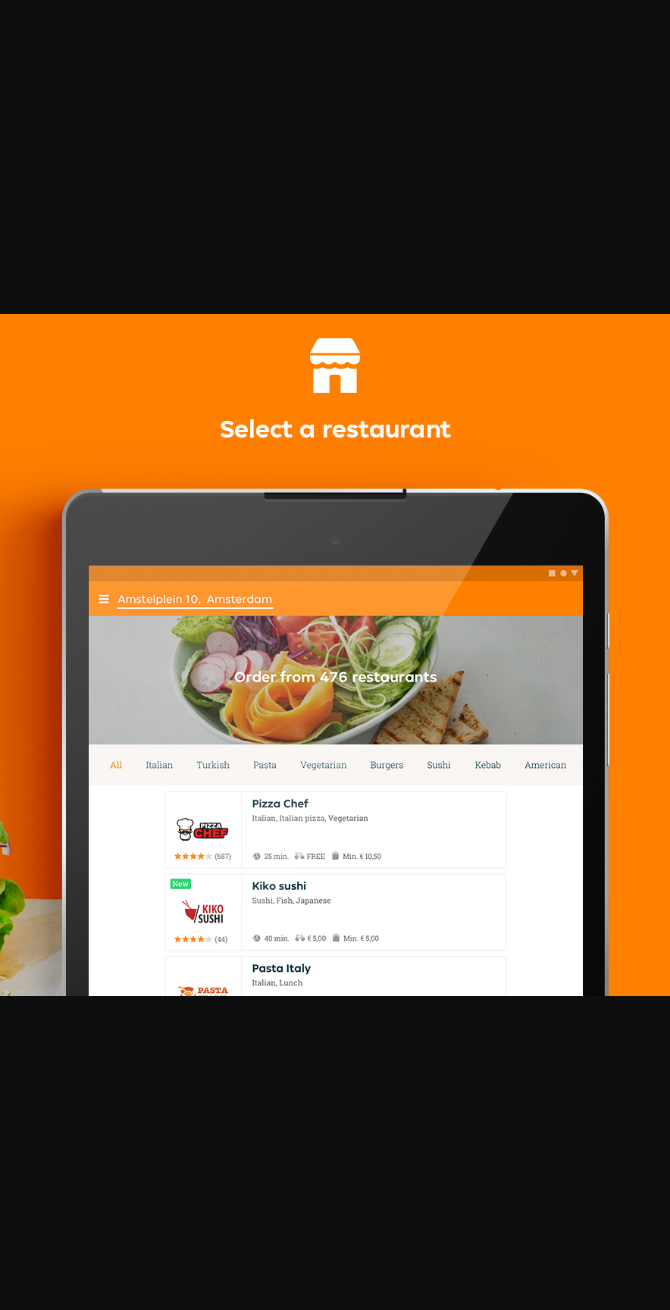 Select a restaurant
Amstelplein 10, Amsterdam
Order from 476 restaurants
All Italian Turkish Pasta Vegetarian Burgers Sushi Kebab American
PIZZA
CHEF
(587)
Pizza Chef
Italian, Italian pizza, Vegetarian
25 min. FREE Min. € 10,50
New
KIKO
SUSHI
(44)
Kiko sushi
Sushi, Fish, Japanese
40 min. € 5,00 Min. € 5,00
PASTA
Pasta Italy
Italian, Lunch